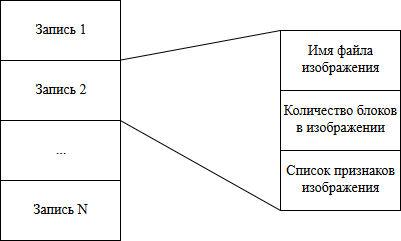 Запись 1
Запись 2
...
Запись N
Имя файла
изображения
Количество блоков
в изображении
Список признаков
изображения